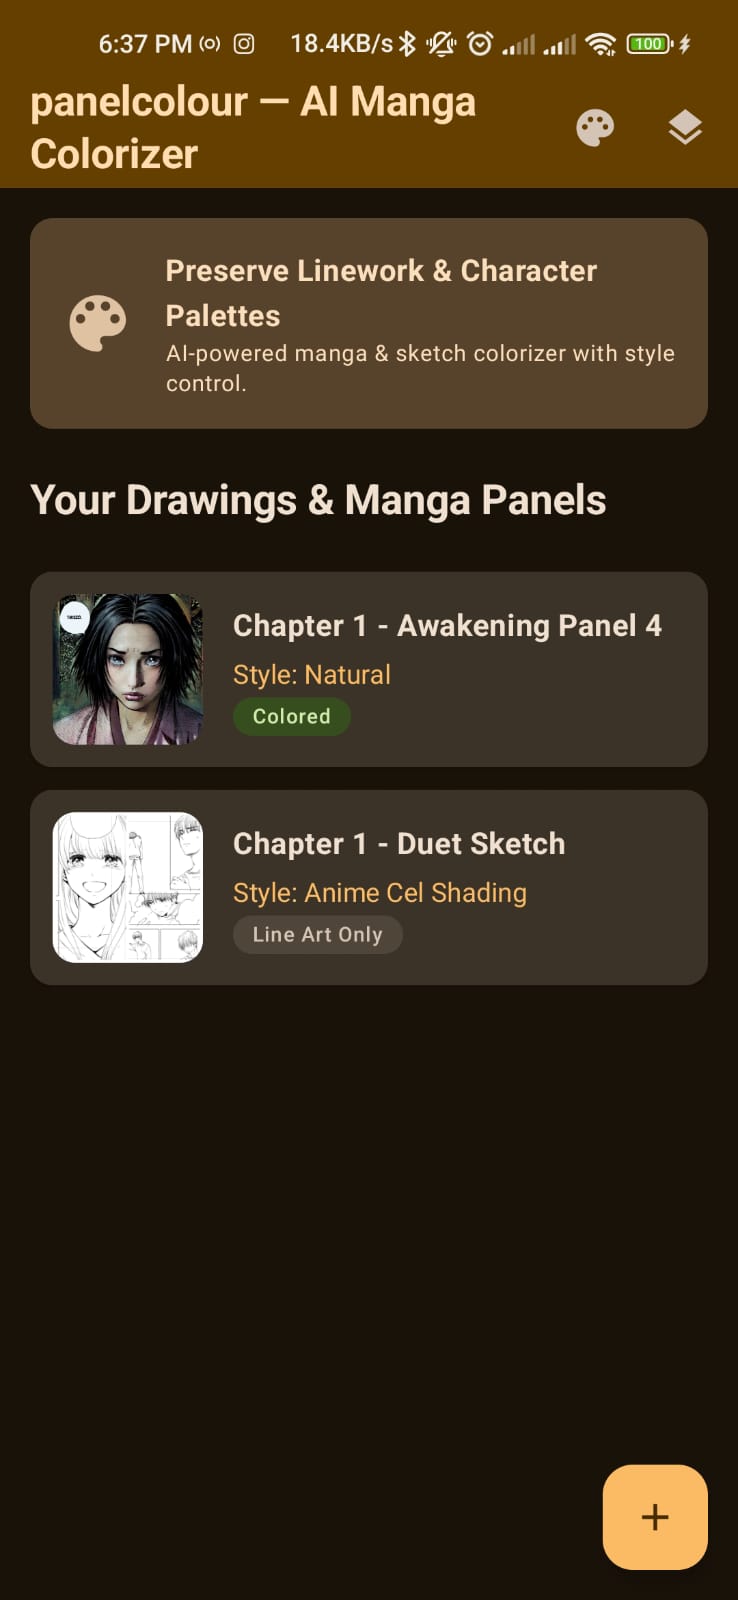 6:37 PM 18.4KB/s 100
panelcolour — AI Manga
Colorizer
Preserve Linework & Character
Palettes
AI-powered manga & sketch colorizer with style
control.
Your Drawings & Manga Panels
Chapter 1 - Awakening Panel 4
Style: Natural
Colored
Chapter 1 - Duet Sketch
Style: Anime Cel Shading
Line Art Only